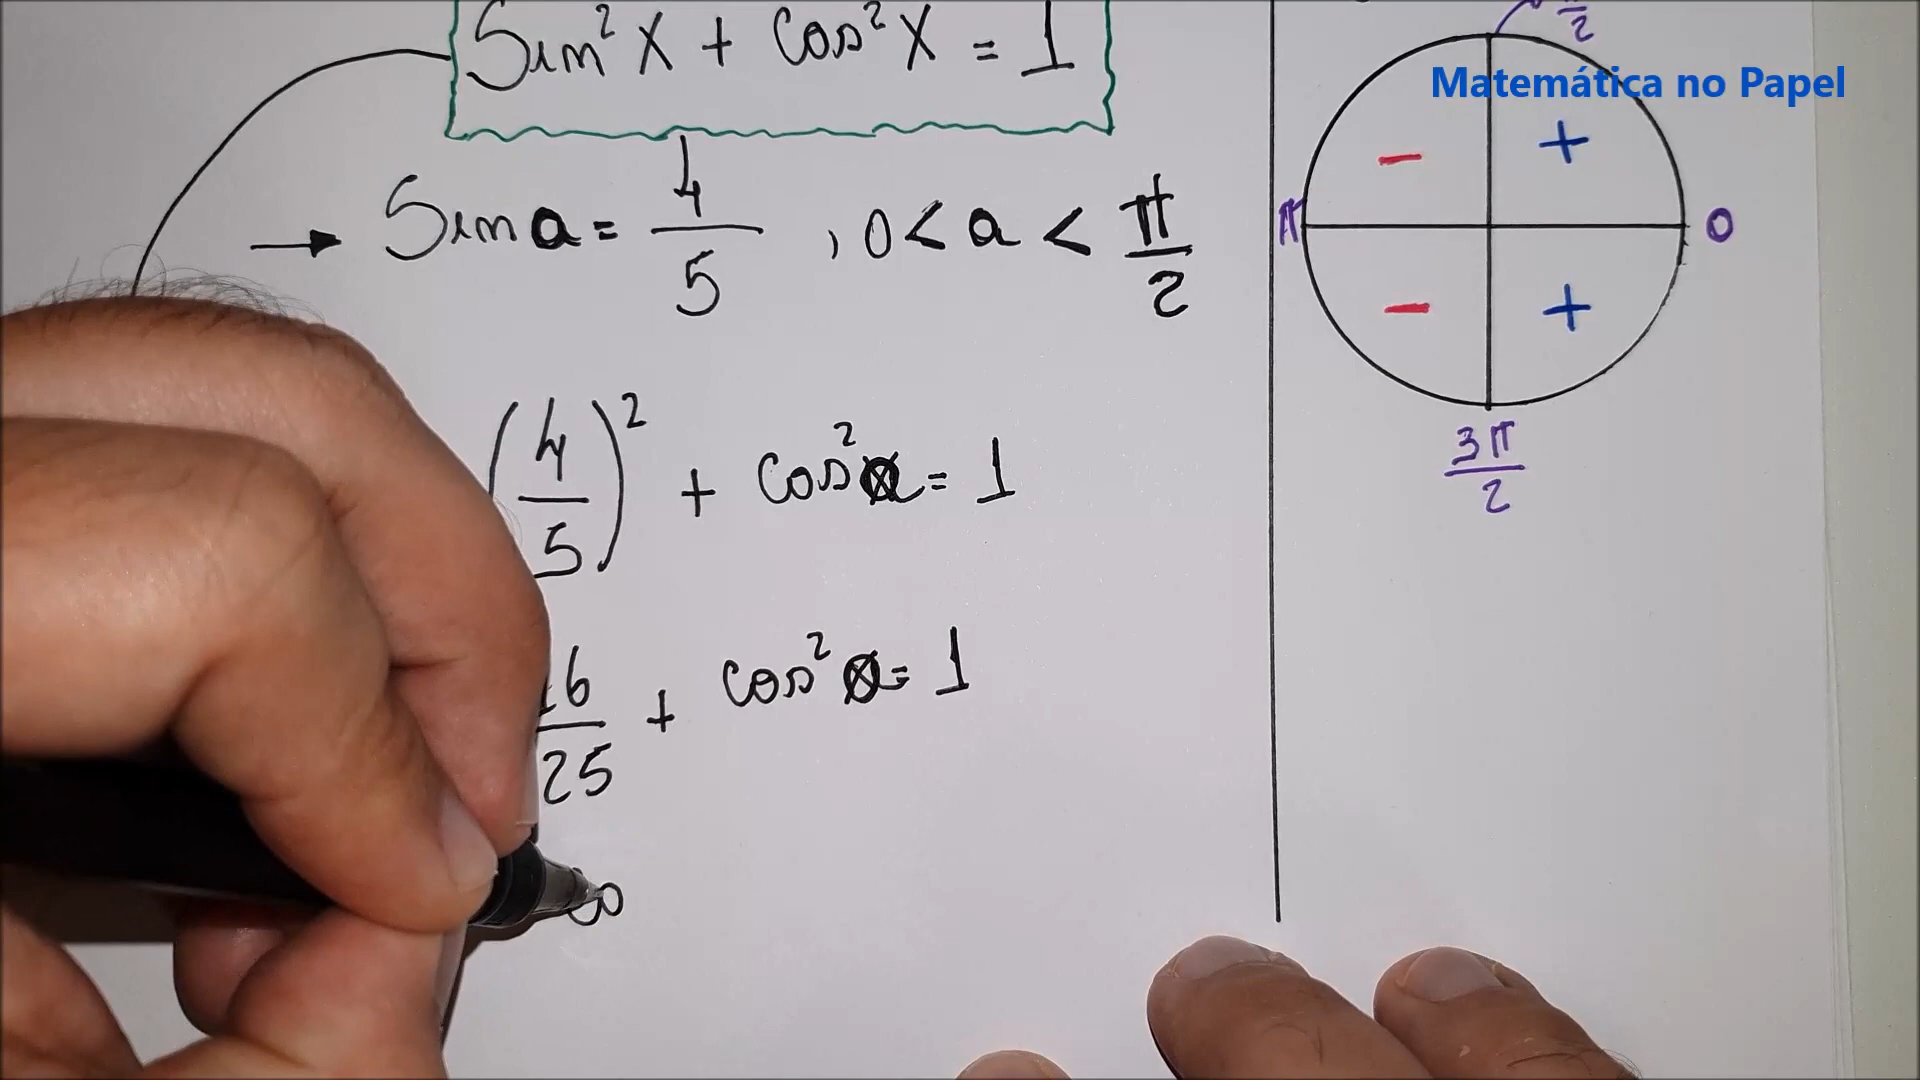 Sin² x + Cos² x = 1
Matemática no Papel
→ Sin a = 4/5 , 0 < a < π/2
(4/5)² + cos² a = 1
16/25 + cos² a = 1
co
π/2
- +
π 0
- +
3π/2